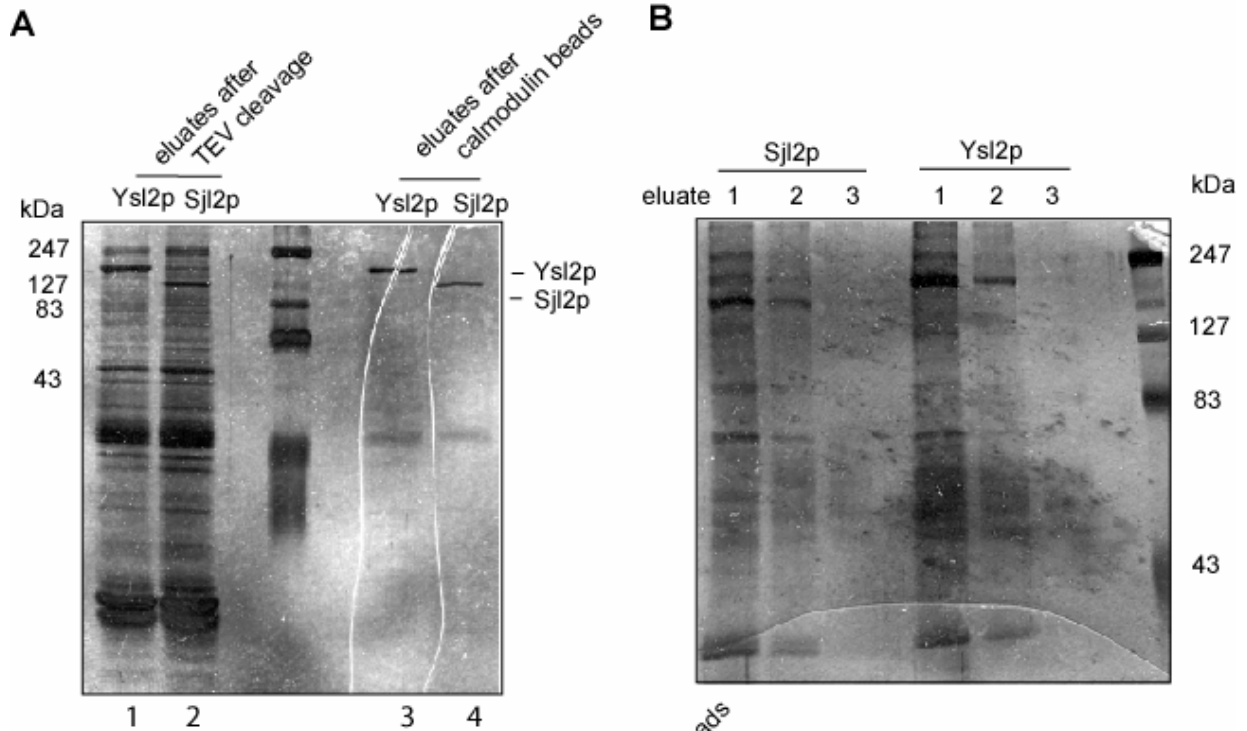 A
eluates after
TEV cleavage
eluates after
calmodulin beads
kDa
Ysl2p
Sjl2p
Ysl2p
Sjl2p
247
127
83
43
– Ysl2p
– Sjl2p
1
2
3
4
B
Sjl2p
Ysl2p
eluate
1
2
3
1
2
3
kDa
247
127
83
43
ads